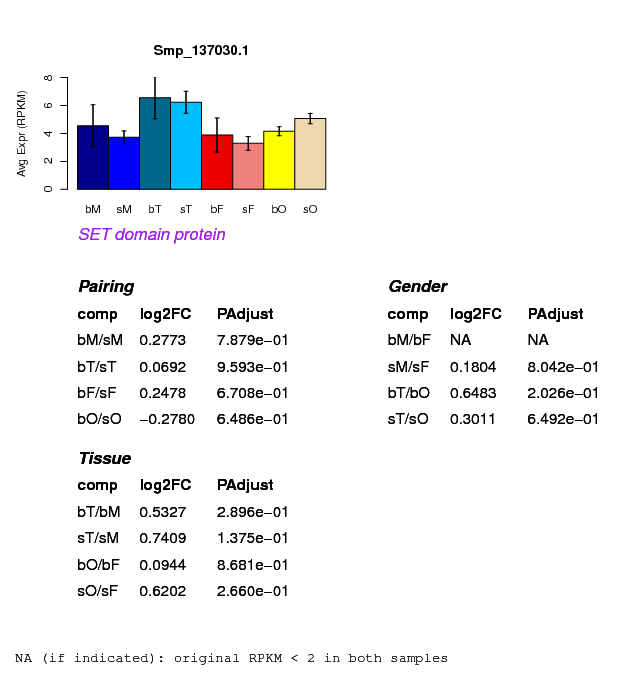 Smp_137030.1
Avg Expr (RPKM)
8
6
4
2
0
bM sM bT sT bF sF bO sO
SET domain protein
Pairing
comp log2FC PAdjust
bM/sM 0.2773 7.879e−01
bT/sT 0.0692 9.593e−01
bF/sF 0.2478 6.708e−01
bO/sO −0.2780 6.486e−01
Gender
comp log2FC PAdjust
bM/bF NA NA
sM/sF 0.1804 8.042e−01
bT/bO 0.6483 2.026e−01
sT/sO 0.3011 6.492e−01
Tissue
comp log2FC PAdjust
bT/bM 0.5327 2.896e−01
sT/sM 0.7409 1.375e−01
bO/bF 0.0944 8.681e−01
sO/sF 0.6202 2.660e−01
NA (if indicated): original RPKM < 2 in both samples